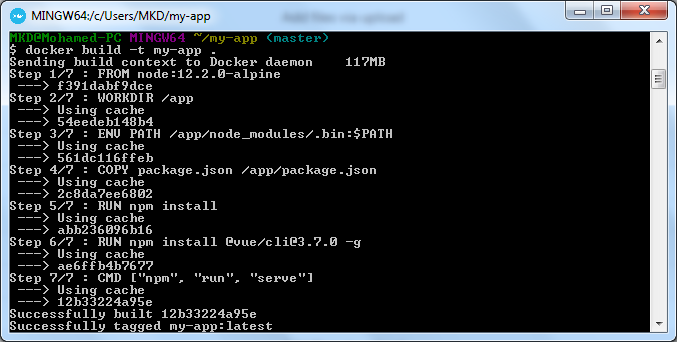 MINGW64:/c/Users/MKD/my-app
Add files via upload
MKD@Mohamed-PC MINGW64 ~/my-app (master)
$ docker build -t my-app .
Sending build context to Docker daemon    117MB
Step 1/7 : FROM node:12.2.0-alpine
 ---> f391dabf9dce
Step 2/7 : WORKDIR /app
 ---> Using cache
 ---> 54eedeb148b4
Step 3/7 : ENV PATH /app/node_modules/.bin:$PATH
 ---> Using cache
 ---> 561dc116ffeb
Step 4/7 : COPY package.json /app/package.json
 ---> Using cache
 ---> 2c8da7ee6802
Step 5/7 : RUN npm install
 ---> Using cache
 ---> abb236096b16
Step 6/7 : RUN npm install @vue/cli@3.7.0 -g
 ---> Using cache
 ---> ae6ffb4b7677
Step 7/7 : CMD ["npm", "run", "serve"]
 ---> Using cache
 ---> 12b33224a95e
Successfully built 12b33224a95e
Successfully tagged my-app:latest